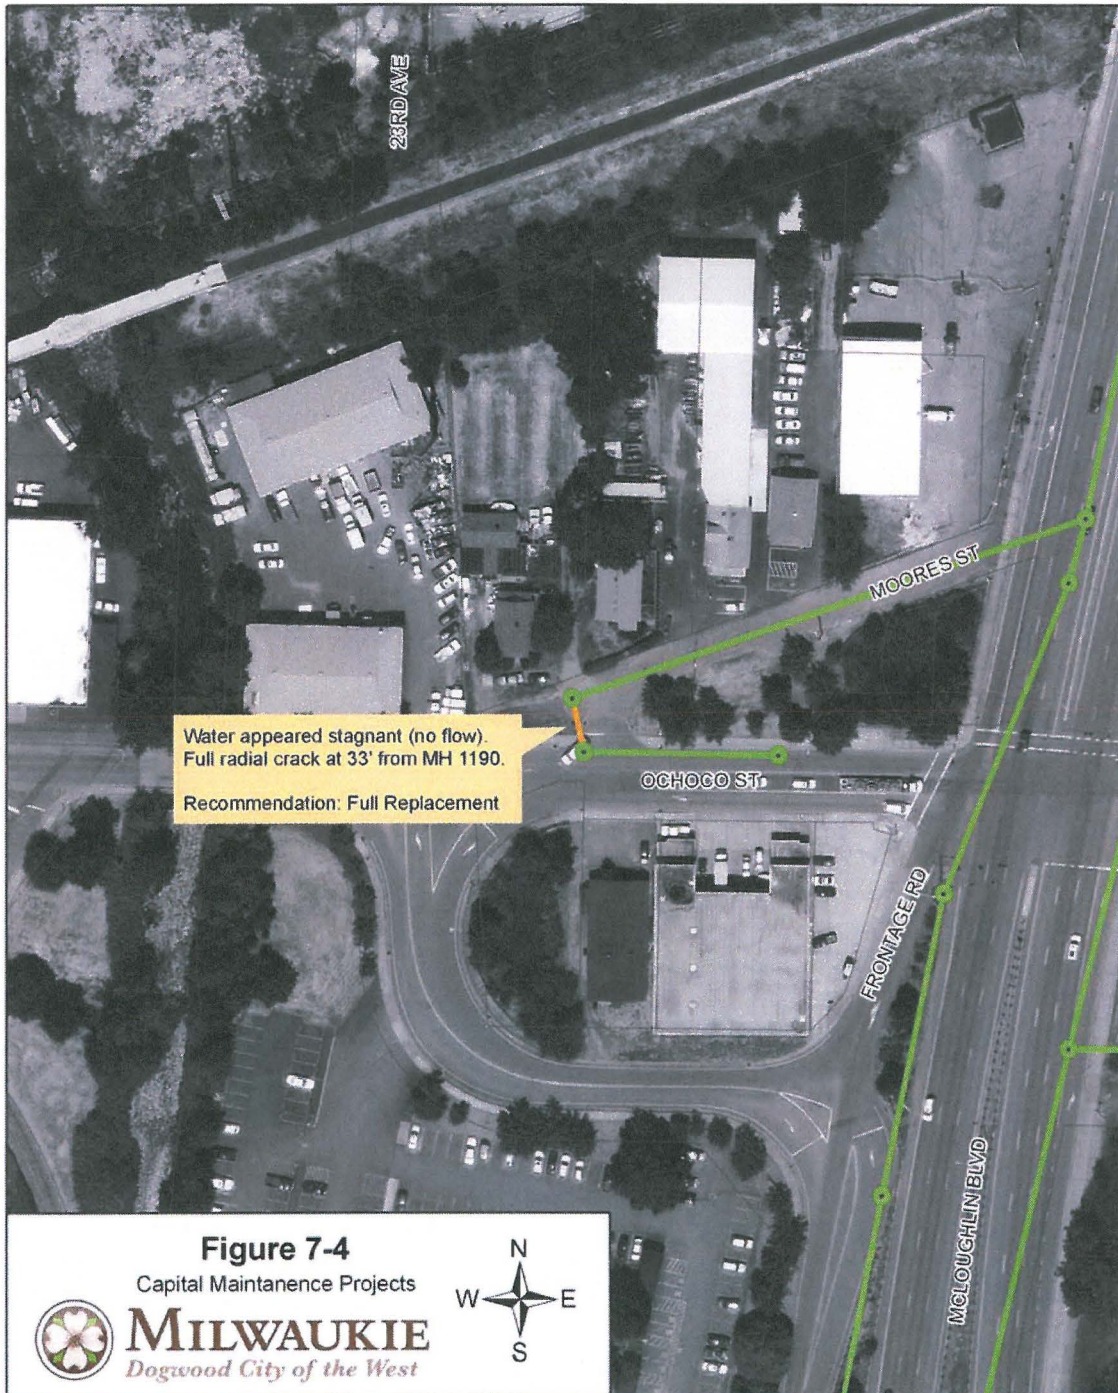 23RD AVE
MOORES ST
Water appeared stagnant (no flow).
Full radial crack at 33' from MH 1190.
Recommendation: Full Replacement
OCHOCO ST
FRONTAGE RD
MCLOUGHLIN BLVD
Figure 7-4
Capital Maintanence Projects
MILWAUKIE
Dogwood City of the West
N
W E
S